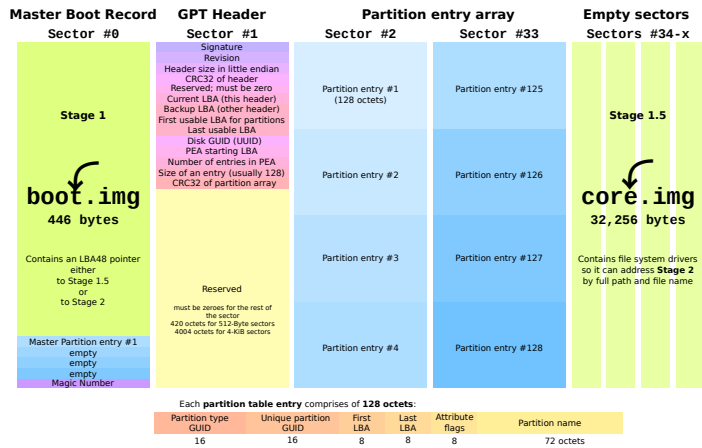 Master Boot Record
Sector #0
Stage 1
boot.img
446 bytes
Contains an LBA48 pointer
either
to Stage 1.5
or
to Stage 2
Master Partition entry #1
empty
empty
empty
Magic Number
GPT Header
Sector #1
Signature
Revision
Header size in little endian
CRC32 of header
Reserved; must be zero
Current LBA (this header)
Backup LBA (other header)
First usable LBA for partitions
Last usable LBA
Disk GUID (UUID)
PEA starting LBA
Number of entries in PEA
Size of an entry (usually 128)
CRC32 of partition array
Reserved
must be zeroes for the rest of
the sector
420 octets for 512-Byte sectors
4004 octets for 4-KiB sectors
Partition entry array
Sector #2
Partition entry #1
(128 octets)
Partition entry #2
Partition entry #3
Partition entry #4
Sector #33
Partition entry #125
Partition entry #126
Partition entry #127
Partition entry #128
Empty sectors
Sectors #34-x
Stage 1.5
core.img
32,256 bytes
Contains file system drivers
so it can address Stage 2
by full path and file name
Each partition table entry comprises of 128 octets:
Partition type
GUID
16
Unique partition
GUID
16
First
LBA
8
Last
LBA
8
Attribute
flags
8
Partition name
72 octets